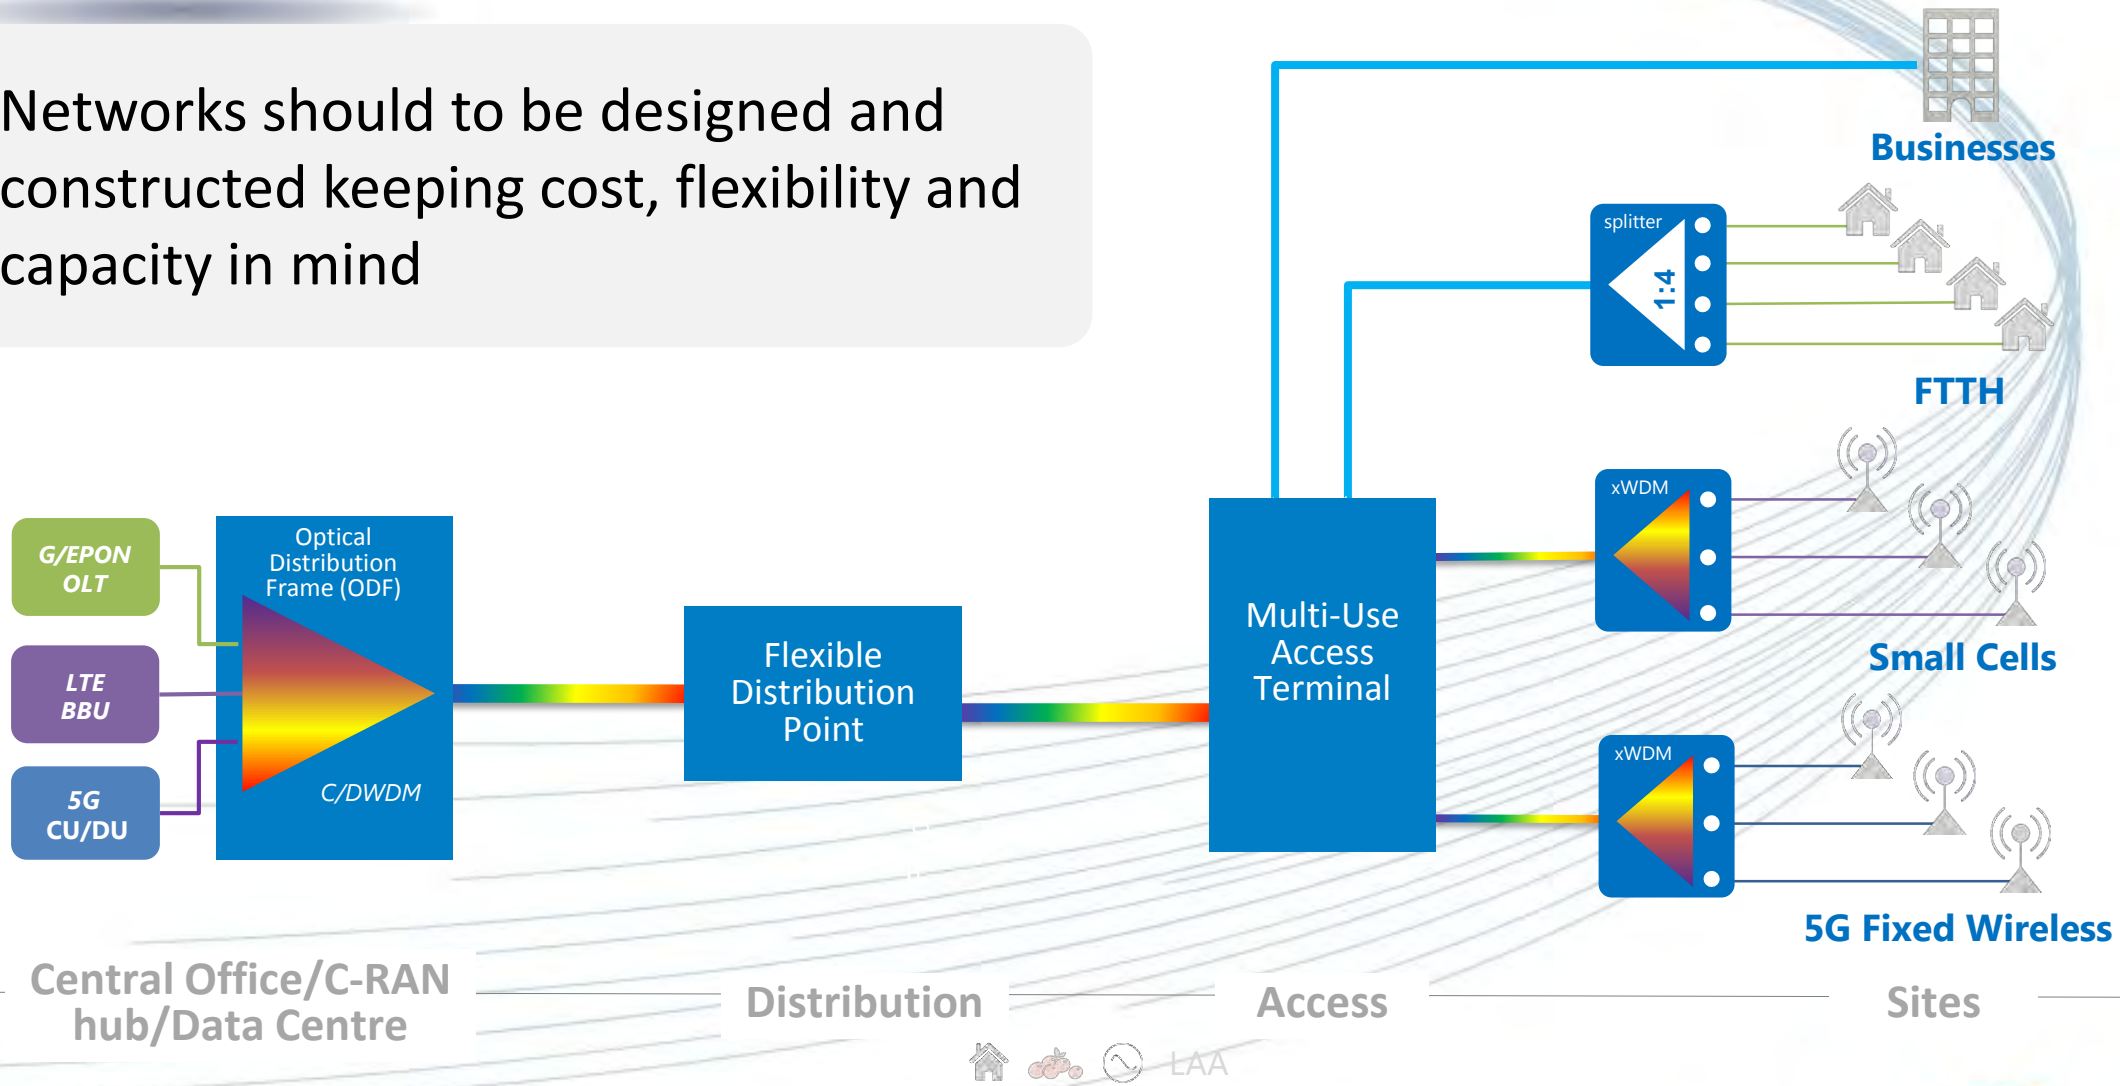 Networks should to be designed and
constructed keeping cost, flexibility and
capacity in mind
Businesses
splitter
1:4
FTTH
xWDM
Small Cells
G/EPON
OLT
LTE
BBU
5G
CU/DU
Optical
Distribution
Frame (ODF)
C/DWDM
Flexible
Distribution
Point
Multi-Use
Access
Terminal
xWDM
5G Fixed Wireless
Central Office/C-RAN
hub/Data Centre
Distribution
Access
Sites
LAA